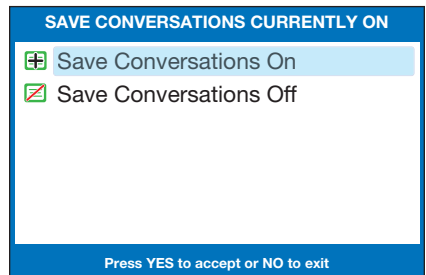 SAVE CONVERSATIONS CURRENTLY ON
Save Conversations On
Save Conversations Off
Press YES to accept or NO to exit